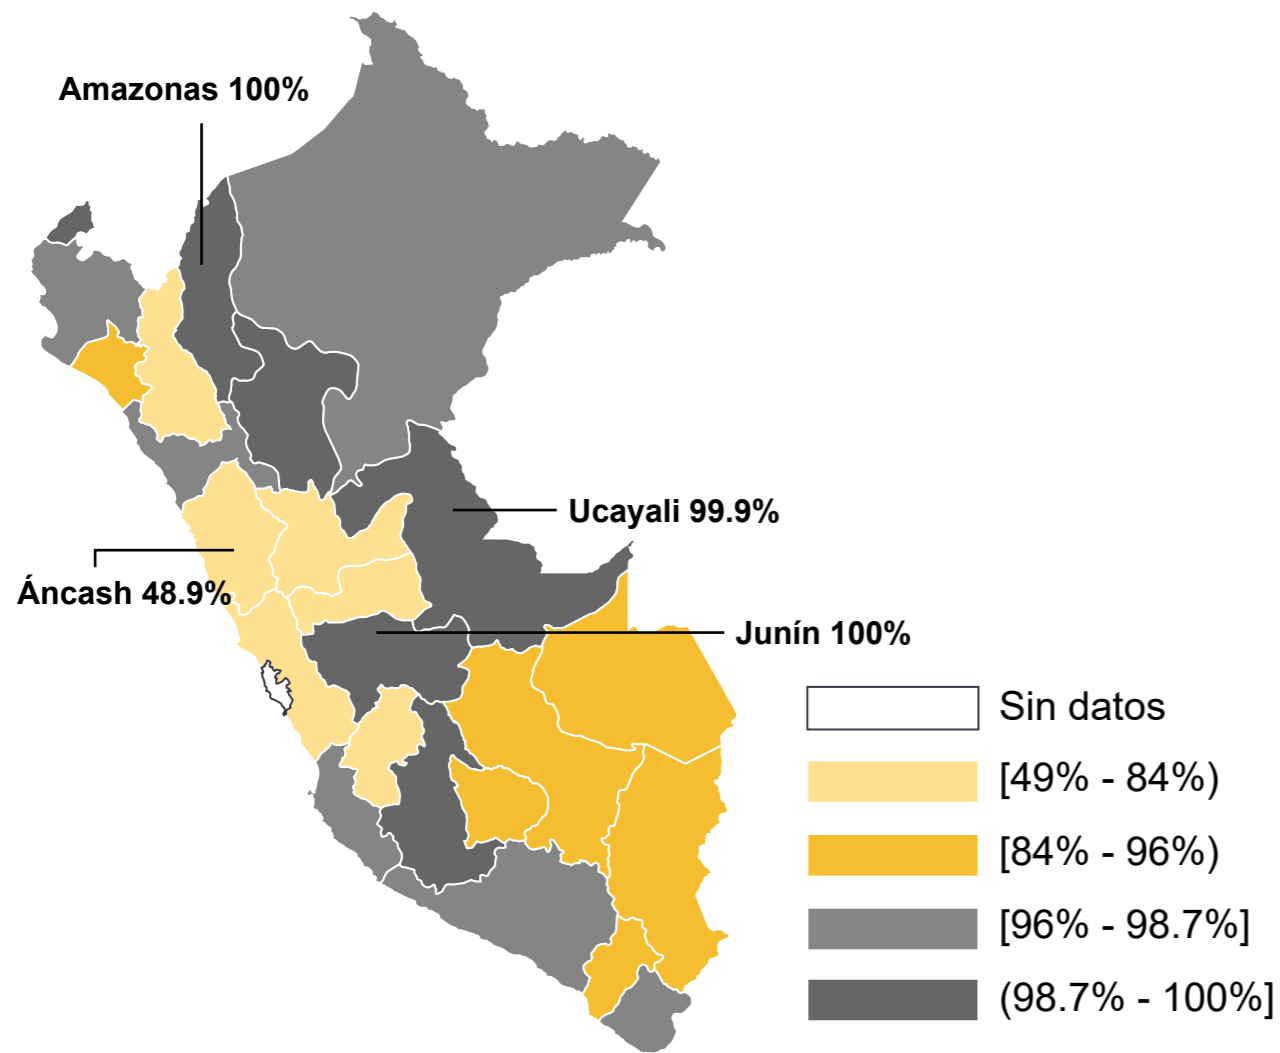 Amazonas 100%
Ucayali 99.9%
Áncash 48.9%
Junín 100%
Sin datos
[49% - 84%)
[84% - 96%)
[96% - 98.7%]
(98.7% - 100%]